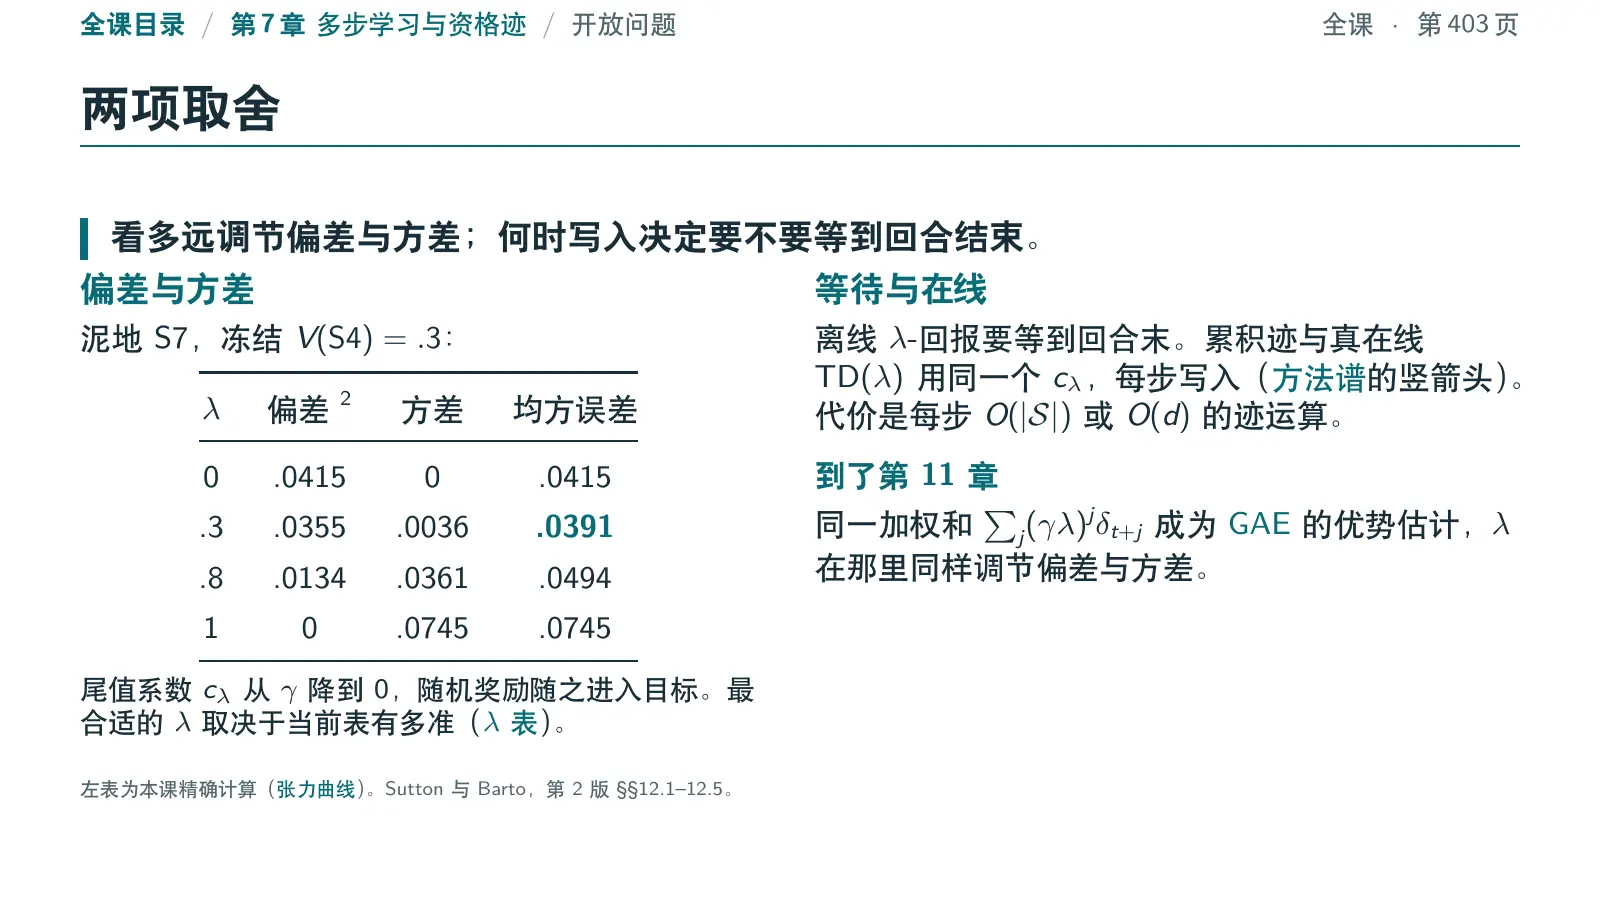 全课目录 / 第 7 章 多步学习与资格迹 / 开放问题
全课 · 第 403 页
两项取舍
看多远调节偏差与方差；何时写入决定要不要等到回合结束。
偏差与方差
泥地 S7，冻结 V(S4) = .3：
λ 偏差 ² 方差 均方误差
0 .0415 0 .0415
.3 .0355 .0036 .0391
.8 .0134 .0361 .0494
1 0 .0745 .0745
尾值系数 c_λ 从 γ 降到 0，随机奖励随之进入目标。最
合适的 λ 取决于当前表有多准（λ 表）。
等待与在线
离线 λ-回报要等到回合末。累积迹与真在线
TD(λ) 用同一个 c_λ，每步写入（方法谱的竖箭头）。
代价是每步 O(|𝒮|) 或 O(d) 的迹运算。
到了第 11 章
同一加权和 ∑_j(γλ)^j δ_{t+j} 成为 GAE 的优势估计，λ
在那里同样调节偏差与方差。
左表为本课精确计算（张力曲线）。Sutton 与 Barto，第 2 版 §§12.1–12.5。